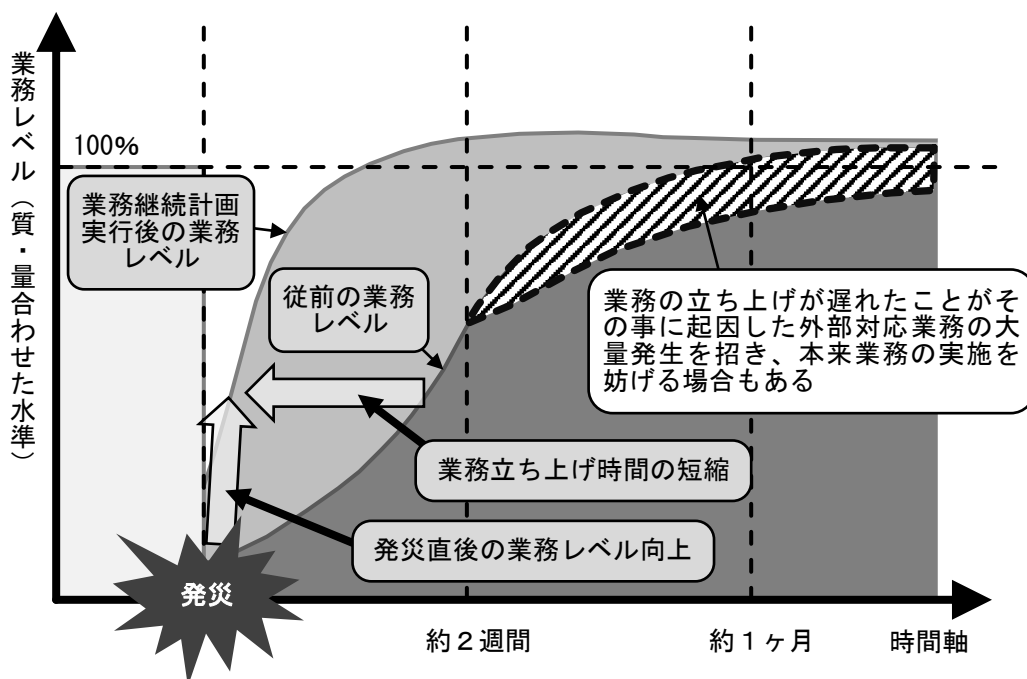 業務レベル（質・量合わせた水準）
100%
業務継続計画
実行後の業務
レベル
従前の業務
レベル
業務の立ち上げが遅れたことがそ
の事に起因した外部対応業務の大
量発生を招き、本来業務の実施を
妨げる場合もある
業務立ち上げ時間の短縮
発災直後の業務レベル向上
発災
約２週間
約１ヶ月
時間軸